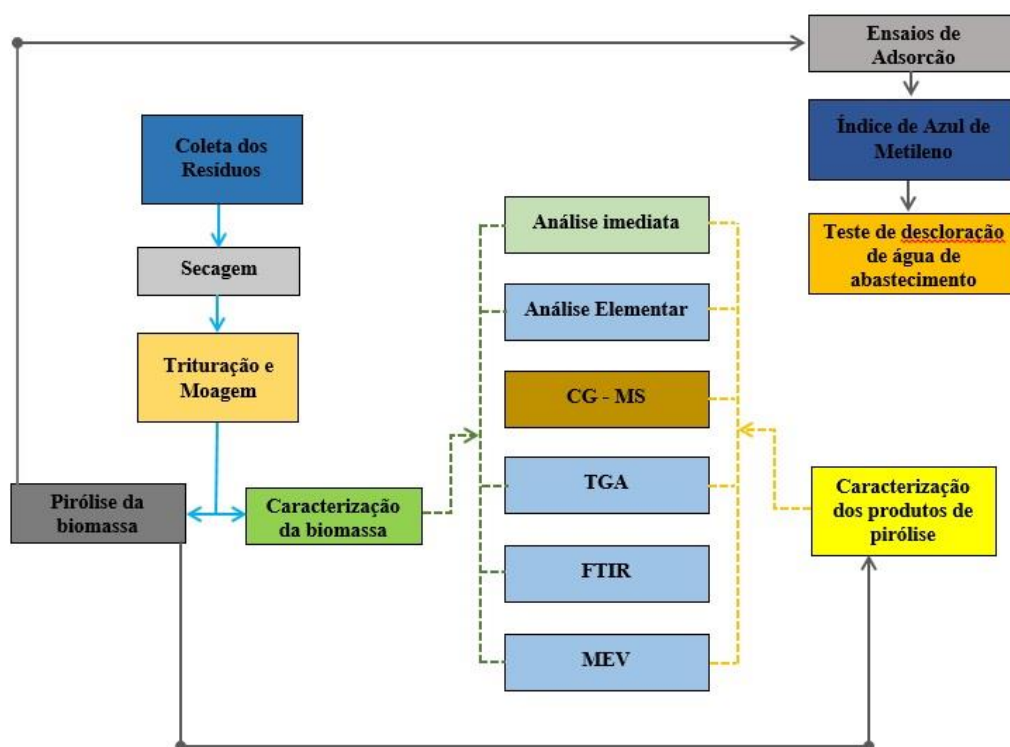 Ensaios de
Adsorcão
Índice de Azul de
Metileno
Teste de descloração
de água de
abastecimento
Coleta dos
Resíduos
Secagem
Trituração e
Moagem
Pirólise da
biomassa
Caracterização
da biomassa
Análise imediata
Análise Elementar
CG - MS
TGA
FTIR
MEV
Caracterização
dos produtos de
pirólise